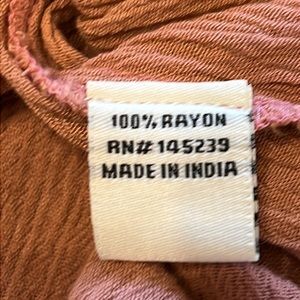 100% RAYON
RN# 145239
MADE IN INDIA